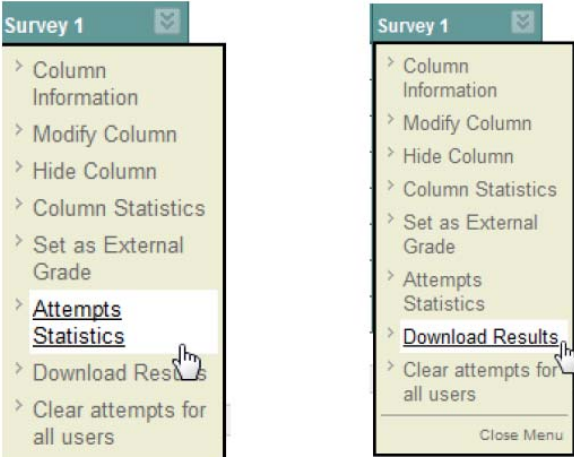 Survey 1
Column
Information
Modify Column
Hide Column
Column Statistics
Set as External
Grade
Attempts
Statistics
Download Results
Clear attempts for
all users
Survey 1
Column
Information
Modify Column
Hide Column
Column Statistics
Set as External
Grade
Attempts
Statistics
Download Results
Clear attempts for
all users
Close Menu